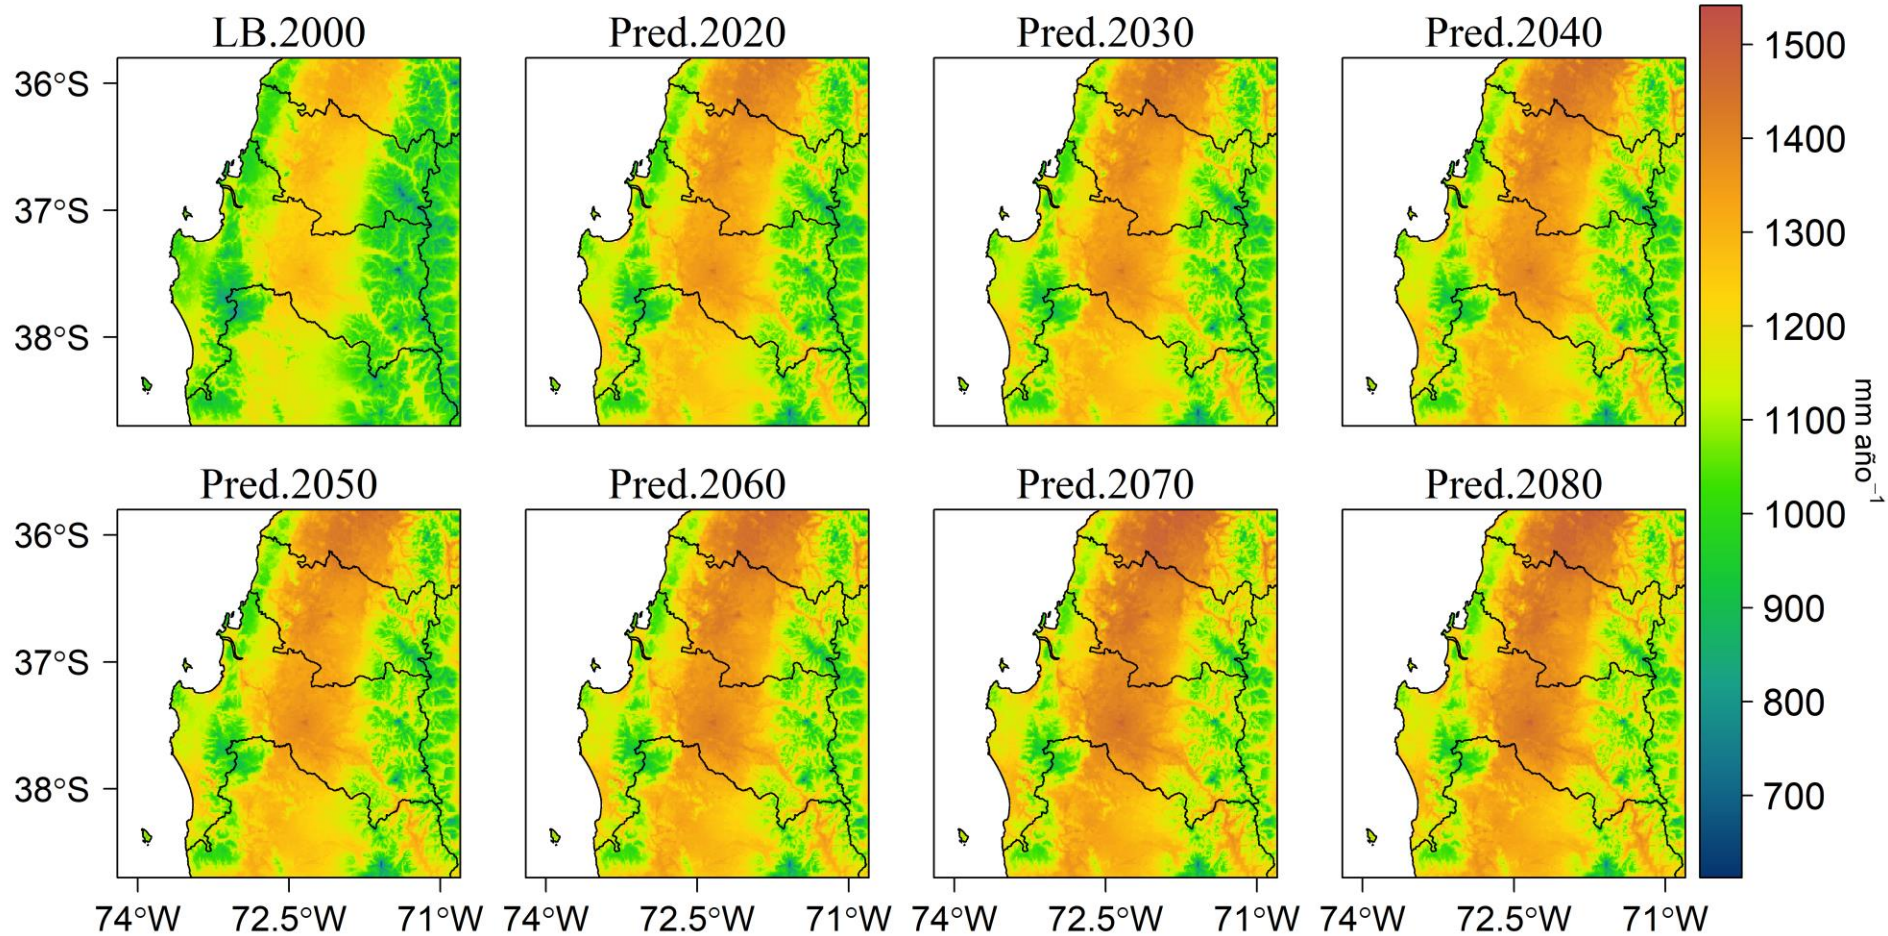 LB.2000 Pred.2020 Pred.2030 Pred.2040
36°S
37°S
38°S
Pred.2050 Pred.2060 Pred.2070 Pred.2080
36°S
37°S
38°S
74°W 72.5°W 71°W 74°W 72.5°W 71°W 74°W 72.5°W 71°W 74°W 72.5°W 71°W
1500
1400
1300
1200
1100
1000
900
800
700
mm año⁻¹